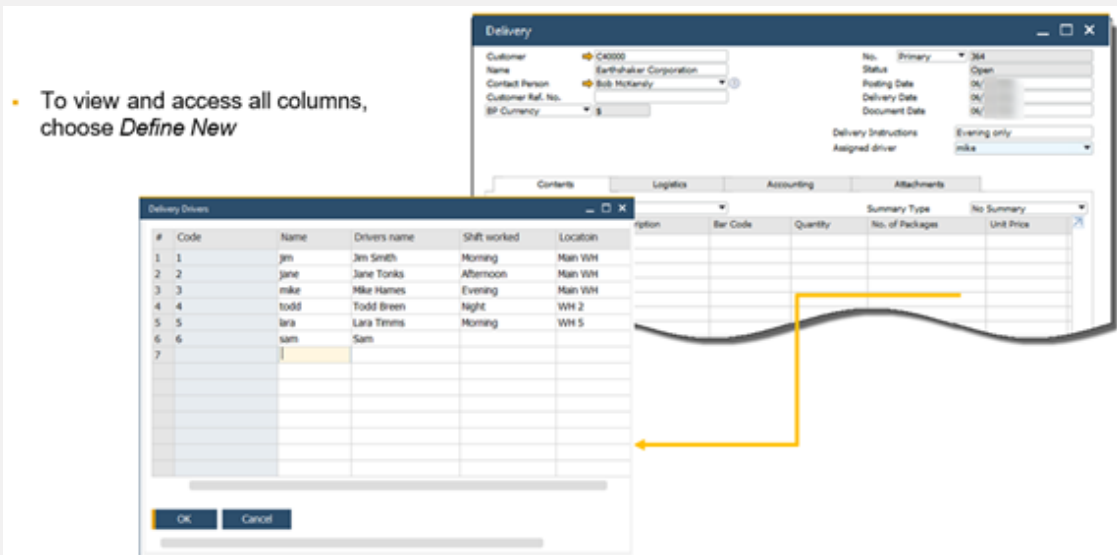 To view and access all columns,
choose Define New
Delivery
Customer C40000
Name Earthshaker Corporation
Contact Person Bob McKensly
Customer Ref. No.
BP Currency $
No. Primary 364
Status Open
Posting Date 06/
Delivery Date 06/
Document Date 06/
Delivery Instructions Evening only
Assigned driver mike
Contents Logistics Accounting Attachments
Summary Type No Summary
Bar Code Quantity No. of Packages Unit Price
Delivery Drivers
# Code Name Drivers name Shift worked Locatoin
1 1 jim Jim Smith Morning Main WH
2 2 jane Jane Tonks Afternoon Main WH
3 3 mike Mike Hames Evening Main WH
4 4 todd Todd Breen Night WH 2
5 5 lara Lara Timms Morning WH 5
6 6 sam Sam
7
OK Cancel